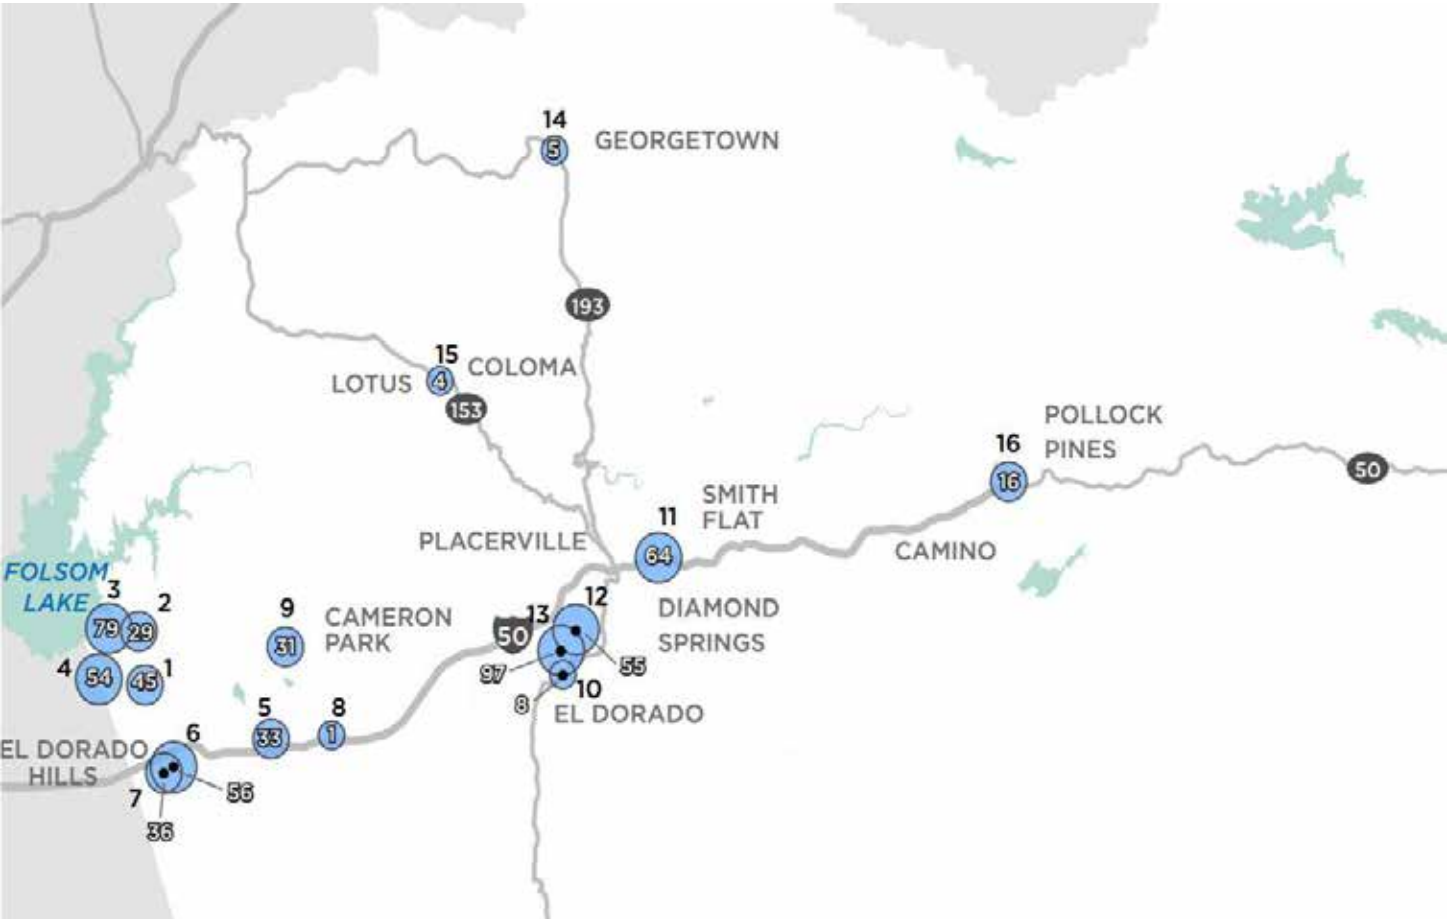 14
5
GEORGETOWN
193
15
COLOMA
LOTUS
4
153
POLLOCK
PINES
16
16
50
SMITH
FLAT
11
64
PLACERVILLE
CAMINO
FOLSOM
LAKE
3
79
2
29
9
31
CAMERON
PARK
50
13
12
DIAMOND
SPRINGS
97
55
8
10
EL DORADO
4
54
1
45
5
33
8
1
6
EL DORADO
HILLS
7
56
36